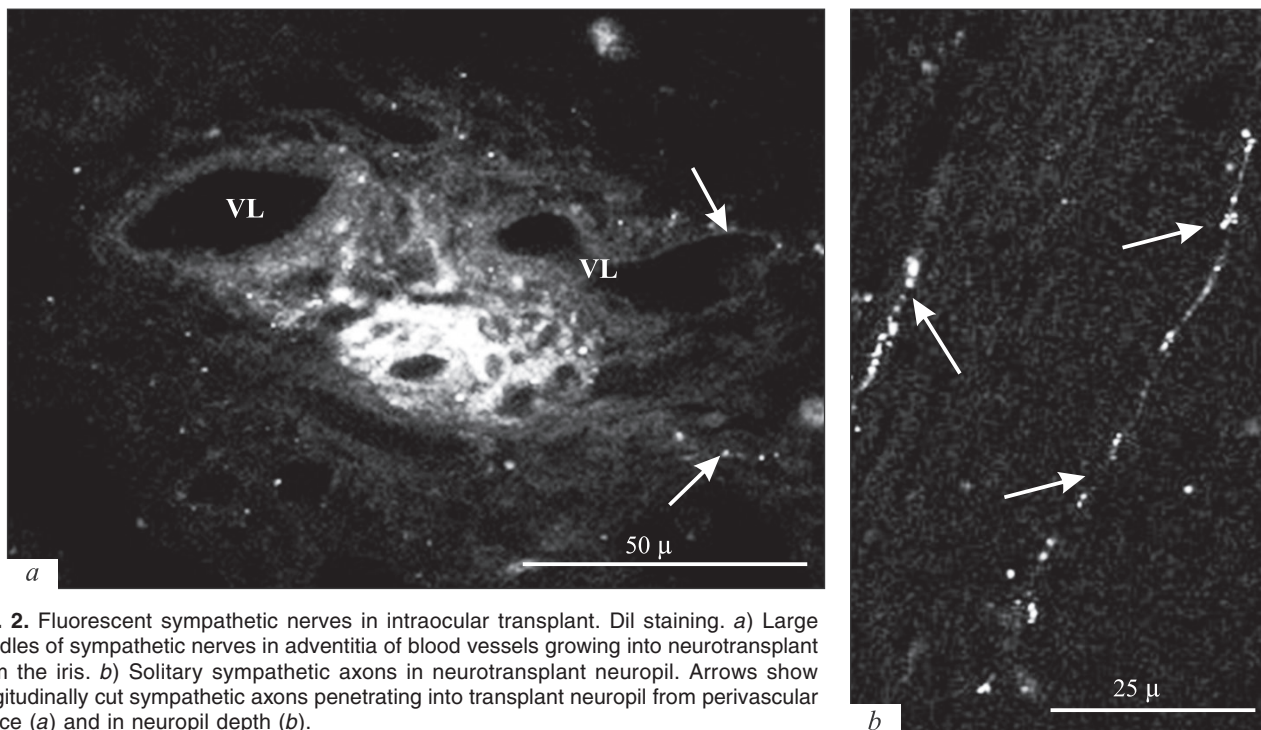 VL
VL
50 µ
a
25 µ
b
. 2. Fluorescent sympathetic nerves in intraocular transplant. Dil staining. a) Large
dles of sympathetic nerves in adventitia of blood vessels growing into neurotransplant
m the iris. b) Solitary sympathetic axons in neurotransplant neuropil. Arrows show
gitudinally cut sympathetic axons penetrating into transplant neuropil from perivascular
ce (a) and in neuropil depth (b).